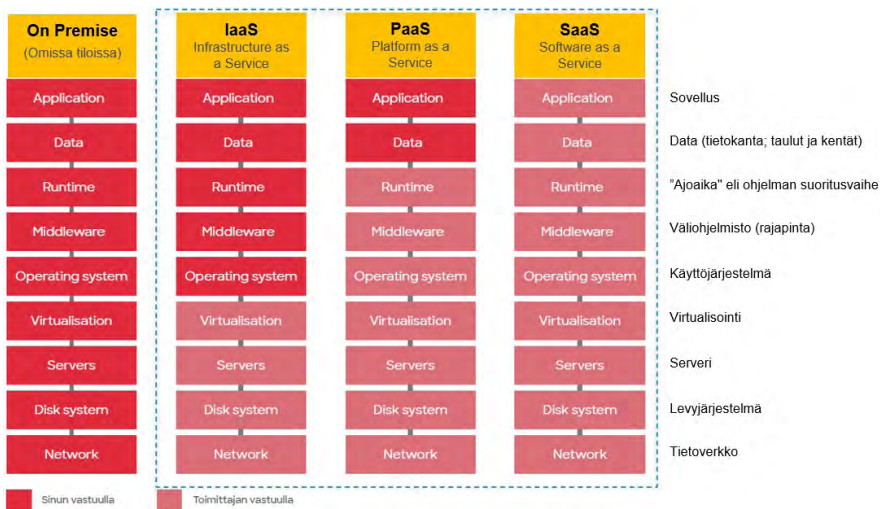 On Premise
(Omissa tiloissa)
IaaS
Infrastructure as
a Service
PaaS
Platform as a
Service
SaaS
Software as a
Service
Application
Application
Application
Application
Sovellus
Data
Data
Data
Data
Data (tietokanta; taulut ja kentät)
Runtime
Runtime
Runtime
Runtime
"Ajoaika" eli ohjelman suoritusvaihe
Middleware
Middleware
Middleware
Middleware
Väliohjelmisto (rajapinta)
Operating system
Operating system
Operating system
Operating system
Käyttöjärjestelmä
Virtualisation
Virtualisation
Virtualisation
Virtualisation
Virtualisointi
Servers
Servers
Servers
Servers
Serveri
Disk system
Disk system
Disk system
Disk system
Levyjärjestelmä
Network
Network
Network
Network
Tietoverkko
Sinun vastuulla
Toimittajan vastuulla